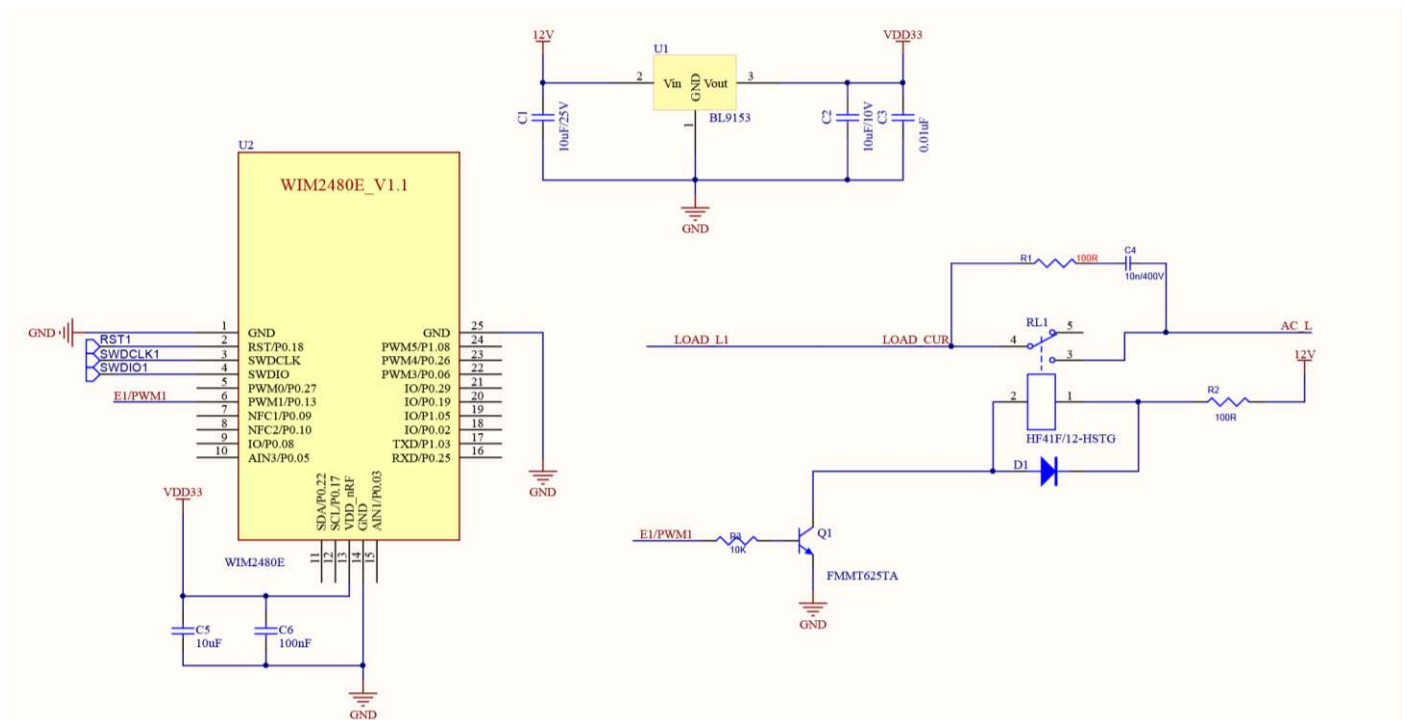 12V
U1
VDD33
2
Vin
GND
Vout
3
1
BL9153
C1
10uF/25V
C2
10uF/10V
C3
0.01uF
GND
U2
WIM2480E_V1.1
GND
1
GND
RST1
2
RST/P0.18
SWDCLK1
3
SWDCLK
SWDIO1
4
SWDIO
5
PWM0/P0.27
E1/PWM1
6
PWM1/P0.13
7
NFC1/P0.09
8
NFC2/P0.10
9
IO/P0.08
10
AIN3/P0.05
GND
25
PWM5/P1.08
24
PWM4/P0.26
23
PWM3/P0.06
22
IO/P0.29
21
IO/P0.19
20
IO/P1.05
19
IO/P0.02
18
TXD/P1.03
17
RXD/P0.25
16
GND
SDA/P0.22
SCL/P0.17
VDD_nRF
GND
AIN1/P0.03
11
12
13
14
15
WIM2480E
VDD33
C5
10uF
C6
100nF
GND
R1
100R
C4
10n/400V
LOAD_L1
LOAD_CUR
RL1
4
5
3
AC_L
12V
2
1
R2
100R
HF41F/12-HSTG
D1
E1/PWM1
R3
10K
Q1
FMMT625TA
GND